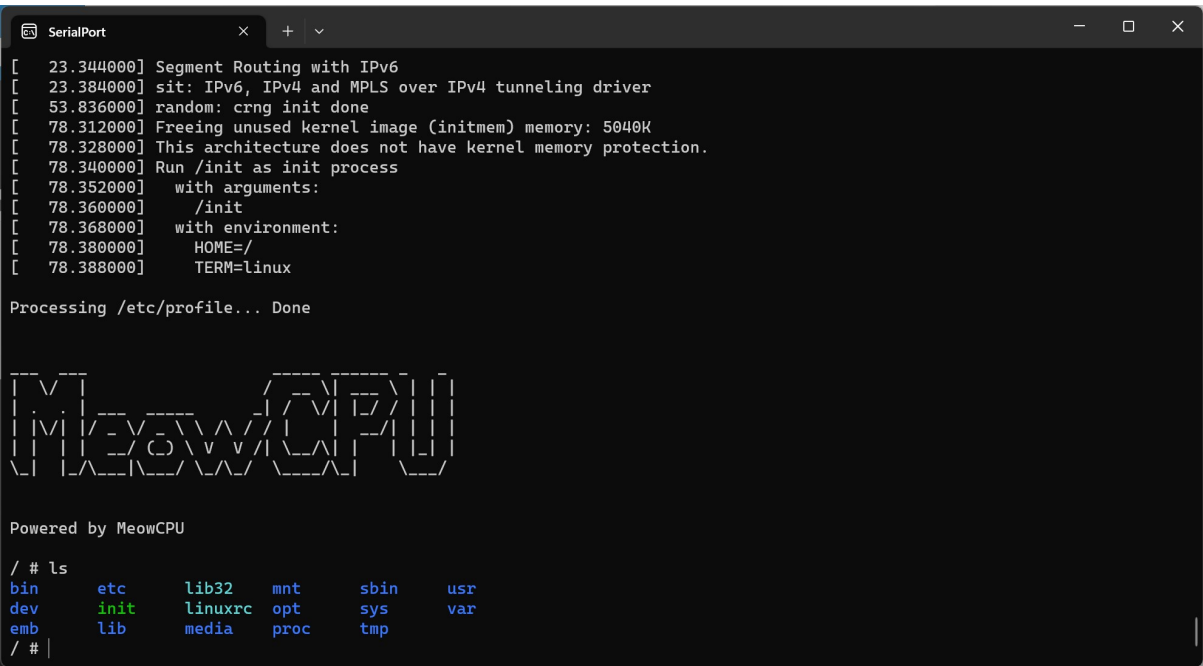 SerialPort
[   23.344000] Segment Routing with IPv6
[   23.384000] sit: IPv6, IPv4 and MPLS over IPv4 tunneling driver
[   53.836000] random: crng init done
[   78.312000] Freeing unused kernel image (initmem) memory: 5040K
[   78.328000] This architecture does not have kernel memory protection.
[   78.340000] Run /init as init process
[   78.352000]   with arguments:
[   78.360000]     /init
[   78.368000]   with environment:
[   78.380000]     HOME=/
[   78.388000]     TERM=linux
Processing /etc/profile... Done
MeowCPU
Powered by MeowCPU
/ # ls
bin      etc      lib32    mnt      sbin     usr
dev      init     linuxrc  opt      sys      var
emb      lib      media    proc     tmp
/ #